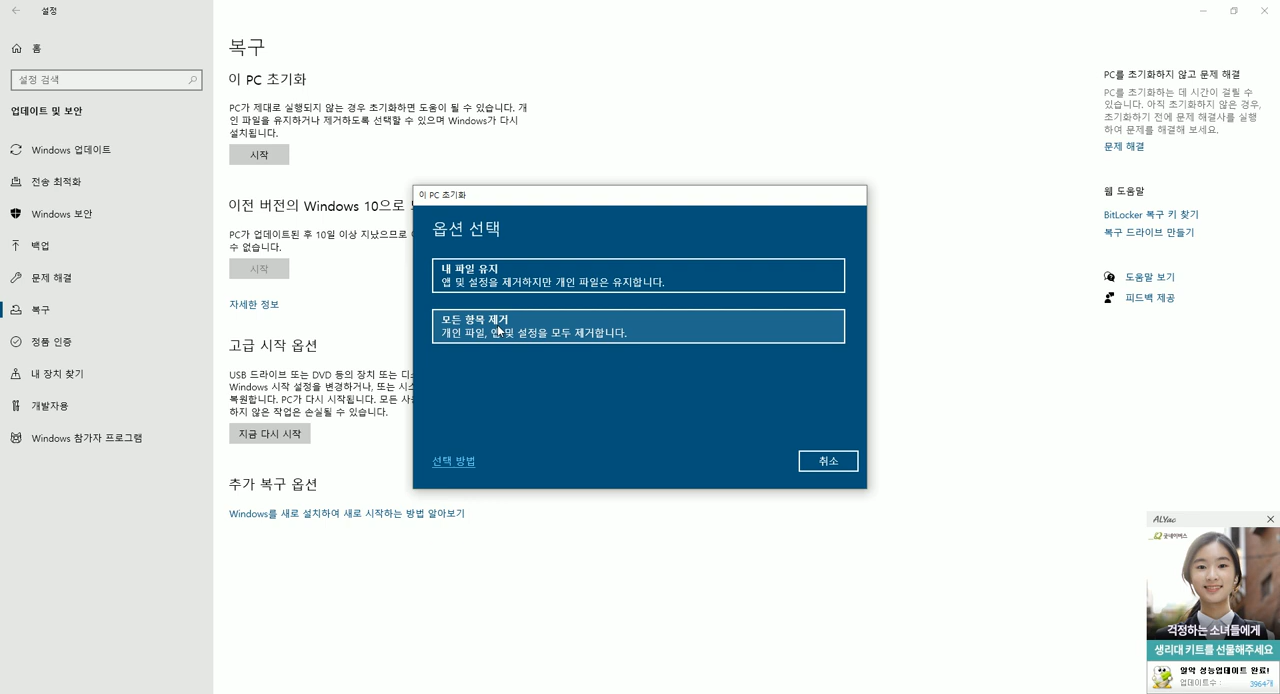 설정
홈
설정 검색
업데이트 및 보안
Windows 업데이트
전송 최적화
Windows 보안
백업
문제 해결
복구
정품 인증
내 장치 찾기
개발자용
Windows 참가자 프로그램
복구
이 PC 초기화
PC가 제대로 실행되지 않는 경우 초기화하면 도움이 될 수 있습니다. 개
인 파일을 유지하거나 제거하도록 선택할 수 있으며 Windows가 다시
설치됩니다.
시작
이전 버전의 Windows 10으로
PC가 업데이트된 후 10일 이상 지났으므로
수 없습니다.
시작
자세한 정보
고급 시작 옵션
USB 드라이브 또는 DVD 등의 장치 또는
Windows 시작 설정을 변경하거나, 또는
복원합니다. PC가 다시 시작됩니다. 모든
하지 않은 작업은 손실될 수 있습니다.
지금 다시 시작
추가 복구 옵션
Windows를 새로 설치하여 새로 시작하는 방법 알아보기
이 PC 초기화
옵션 선택
내 파일 유지
앱 및 설정을 제거하지만 개인 파일은 유지합니다.
모든 항목 제거
개인 파일, 앱 및 설정을 모두 제거합니다.
선택 방법
취소
PC를 초기화하지 않고 문제 해결
PC를 초기화하는 데 시간이 걸릴 수
있습니다. 아직 초기화하지 않은 경우,
초기화하기 전에 문제 해결사를 실행
하여 문제를 해결해 보세요.
문제 해결
웹 도움말
BitLocker 복구 키 찾기
복구 드라이브 만들기
도움말 보기
피드백 제공
ALYac
굿네이버스
걱정하는 소녀들에게
생리대 키트를 선물해주세요
알약 성능업데이트 완료!
업데이트수 : 3964개